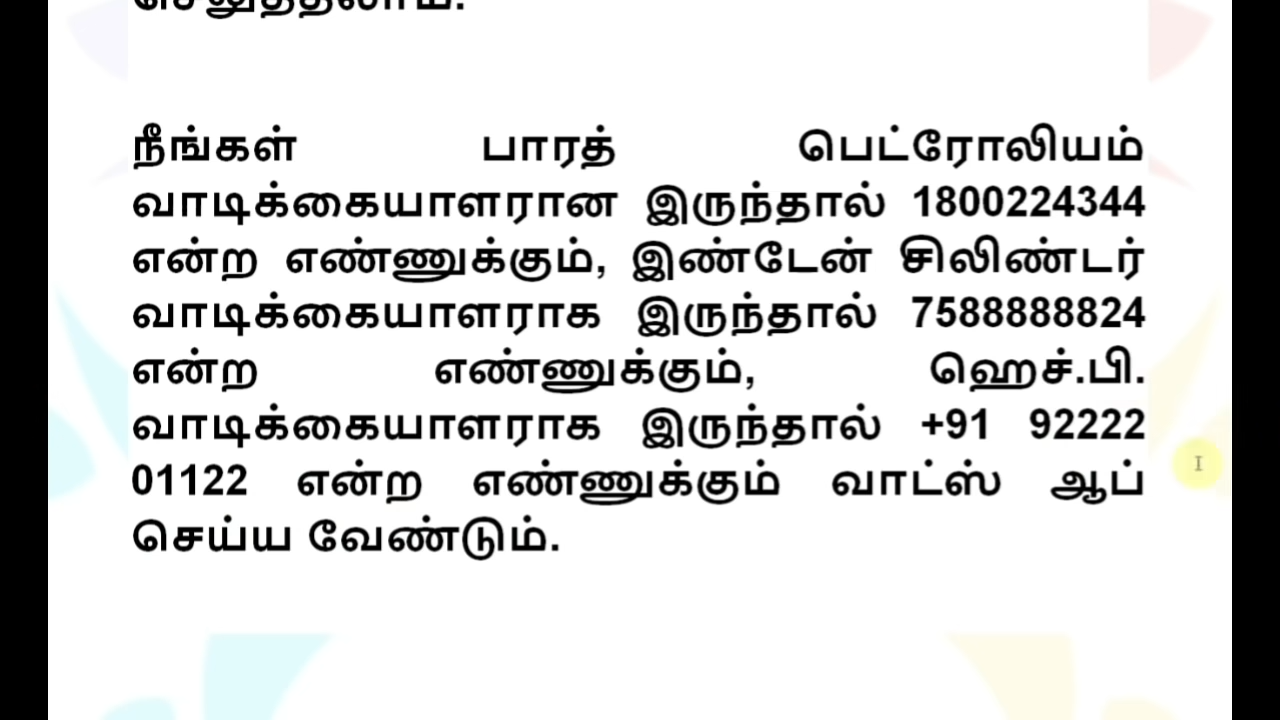 செலுத்தலாம்.
நீங்கள் பாரத் பெட்ரோலியம்
வாடிக்கையாளரான இருந்தால் 1800224344
என்ற எண்ணுக்கும், இண்டேன் சிலிண்டர்
வாடிக்கையாளராக இருந்தால் 7588888824
என்ற எண்ணுக்கும், ஹெச்.பி.
வாடிக்கையாளராக இருந்தால் +91 92222
01122 என்ற எண்ணுக்கும் வாட்ஸ் ஆப்
செய்ய வேண்டும்.